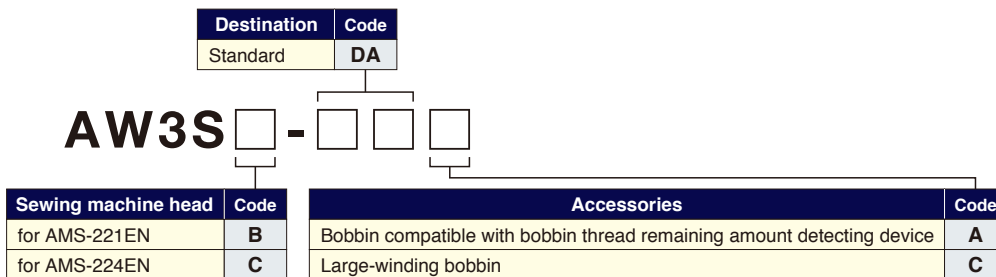 Destination Code
Standard DA
AW3S□-□□□
Sewing machine head Code
for AMS-221EN B
for AMS-224EN C
Accessories Code
Bobbin compatible with bobbin thread remaining amount detecting device A
Large-winding bobbin C